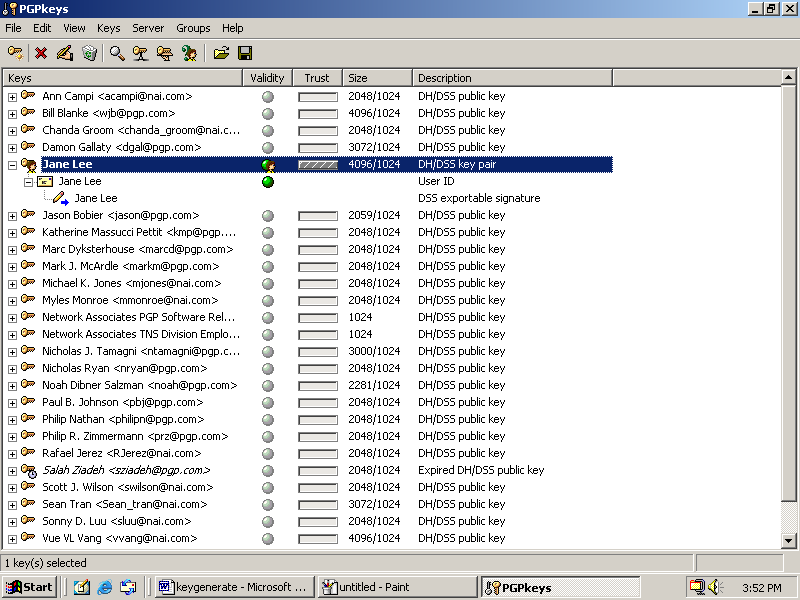 PGPkeys
File Edit View Keys Server Groups Help
Keys Validity Trust Size Description
Ann Campi <acampi@nai.com> 2048/1024 DH/DSS public key
Bill Blanke <wjb@pgp.com> 4096/1024 DH/DSS public key
Chanda Groom <chanda_groom@nai.c... 2048/1024 DH/DSS public key
Damon Gallaty <dgal@pgp.com> 3072/1024 DH/DSS public key
Jane Lee 4096/1024 DH/DSS key pair
Jane Lee User ID
Jane Lee DSS exportable signature
Jason Bobier <jason@pgp.com> 2059/1024 DH/DSS public key
Katherine Massucci Pettit <kmp@pgp.... 2048/1024 DH/DSS public key
Marc Dyksterhouse <marcd@pgp.com> 2048/1024 DH/DSS public key
Mark J. McArdle <markm@pgp.com> 2048/1024 DH/DSS public key
Michael K. Jones <mjones@nai.com> 2048/1024 DH/DSS public key
Myles Monroe <mmonroe@nai.com> 2048/1024 DH/DSS public key
Network Associates PGP Software Rel... 1024 DH/DSS public key
Network Associates TNS Division Emplo... 1024 DH/DSS public key
Nicholas J. Tamagni <ntamagni@pgp.c... 3000/1024 DH/DSS public key
Nicholas Ryan <nryan@pgp.com> 2048/1024 DH/DSS public key
Noah Dibner Salzman <noah@pgp.com> 2281/1024 DH/DSS public key
Paul B. Johnson <pbj@pgp.com> 2048/1024 DH/DSS public key
Philip Nathan <philipn@pgp.com> 2048/1024 DH/DSS public key
Philip R. Zimmermann <prz@pgp.com> 2048/1024 DH/DSS public key
Rafael Jerez <RJerez@nai.com> 2048/1024 DH/DSS public key
Salah Ziadeh <sziadeh@pgp.com> 2048/1024 Expired DH/DSS public key
Scott J. Wilson <swilson@nai.com> 2048/1024 DH/DSS public key
Sean Tran <Sean_tran@nai.com> 3072/1024 DH/DSS public key
Sonny D. Luu <sluu@nai.com> 2048/1024 DH/DSS public key
Vue VL Vang <vvang@nai.com> 4096/1024 DH/DSS public key
1 key(s) selected
Start keygenerate - Microsoft ... untitled - Paint PGPkeys 3:52 PM